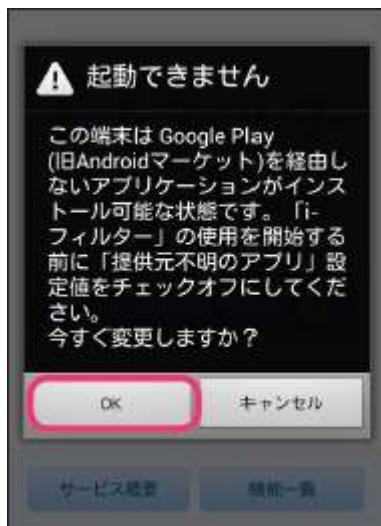 起動できません
この端末は Google Play
(旧Androidマーケット)を経由し
ないアプリケーションがインス
トール可能な状態です。「i-
フィルター」の使用を開始する
前に「提供元不明のアプリ」設
定値をチェックオフにしてくだ
さい。
今すぐ変更しますか？
OK
キャンセル
サービス概要
機能一覧